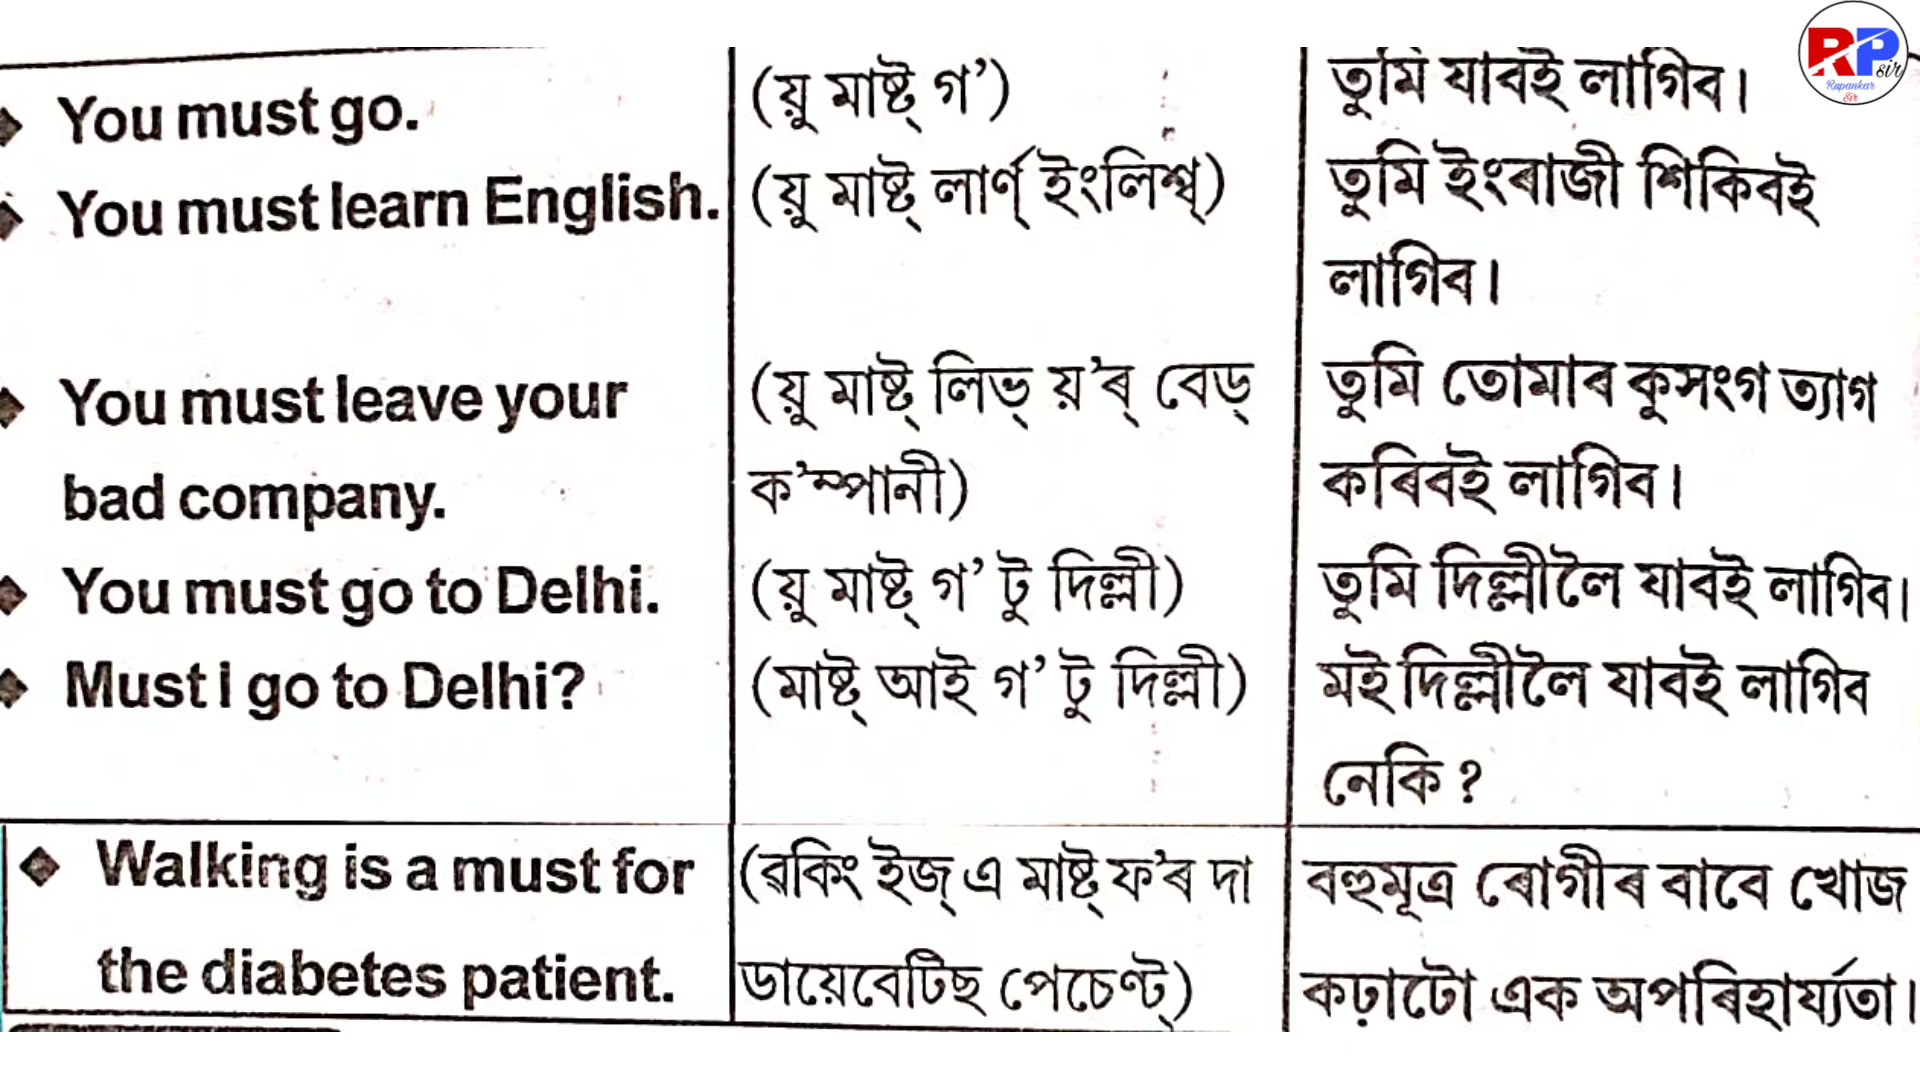 RP
sir
Rupankar
Sir
You must go.
(য়ু মাষ্ট্ গ’)
তুমি যাবই লাগিব।
You must learn English.
(য়ু মাষ্ট্ লাৰ্ণ্ ইংলিশ্ব্)
তুমি ইংৰাজী শিকিবই
লাগিব।
You must leave your
bad company.
(য়ু মাষ্ট্ লিভ্ য়’ৰ্ বেড্
ক’ম্পানী)
তুমি তোমাৰ কুসংগ ত্যাগ
কৰিবই লাগিব।
You must go to Delhi.
(য়ু মাষ্ট্ গ’ টু দিল্লী)
তুমি দিল্লীলৈ যাবই লাগিব।
Must I go to Delhi?
(মাষ্ট্ আই গ’ টু দিল্লী)
মই দিল্লীলৈ যাবই লাগিব
নেকি ?
Walking is a must for
the diabetes patient.
(ৱকিং ইজ্ এ মাষ্ট্ ফ’ৰ দা
ডায়েবেটিছ পেচেণ্ট্)
বহুমূত্ৰ ৰোগীৰ বাবে খোজ
কঢ়াটো এক অপৰিহাৰ্য্যতা।